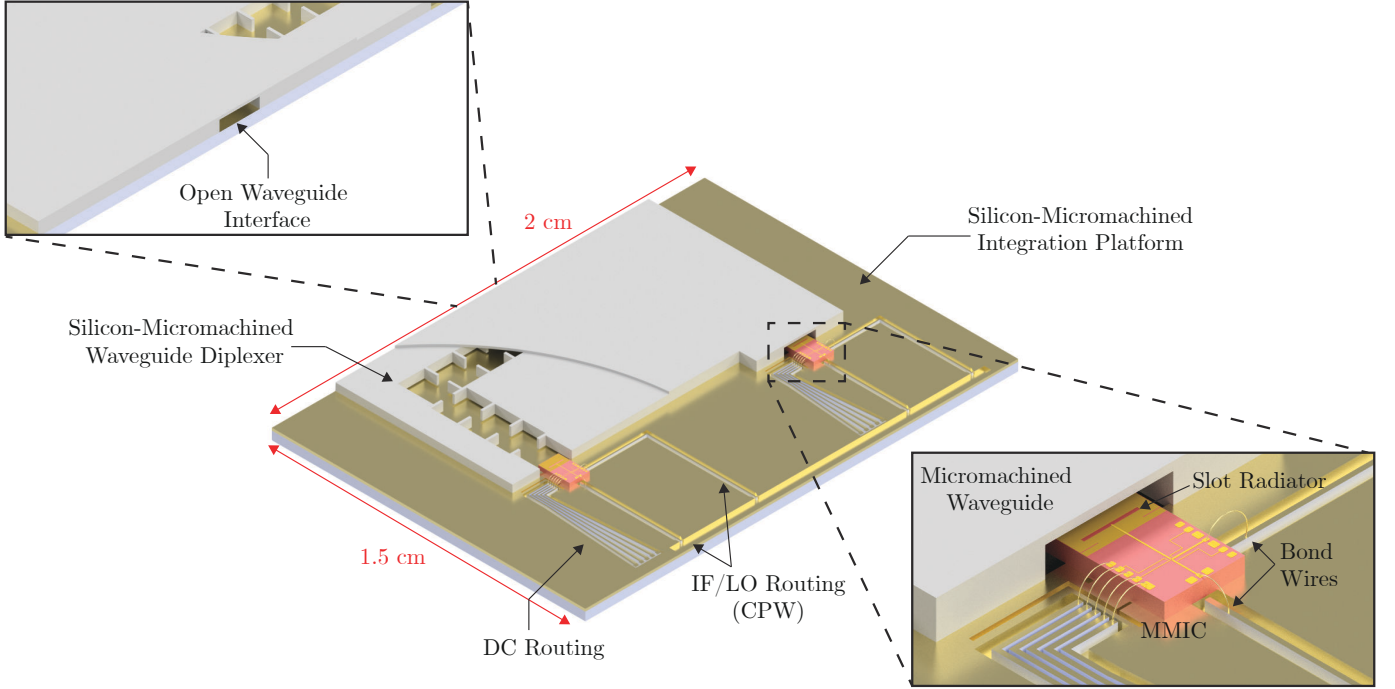 Open Waveguide
Interface
2 cm
Silicon-Micromachined
Integration Platform
Silicon-Micromachined
Waveguide Diplexer
1.5 cm
IF/LO Routing
(CPW)
DC Routing
Micromachined
Waveguide
Slot Radiator
Bond
Wires
MMIC